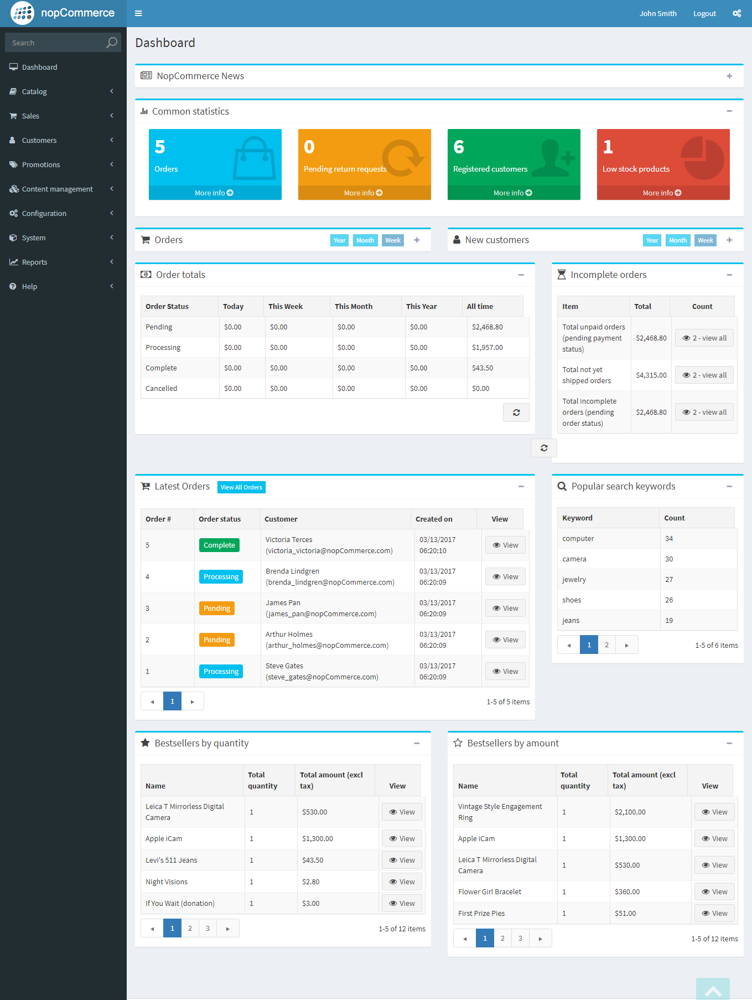 nopCommerce
John Smith
Logout
Search
Dashboard
Catalog
Sales
Customers
Promotions
Content management
Configuration
System
Reports
Help
Dashboard
NopCommerce News
Common statistics
5
Orders
More info
0
Pending return requests
More info
6
Registered customers
More info
1
Low stock products
More info
Orders
Year Month Week
New customers
Year Month Week
Order totals
Order Status Today This Week This Month This Year All time
Pending $0.00 $0.00 $0.00 $0.00 $2,468.80
Processing $0.00 $0.00 $0.00 $0.00 $1,957.00
Complete $0.00 $0.00 $0.00 $0.00 $43.50
Cancelled $0.00 $0.00 $0.00 $0.00 $0.00
Incomplete orders
Item Total Count
Total unpaid orders
(pending payment
status)
$2,468.80
2 - view all
Total not yet
shipped orders
$4,315.00
2 - view all
Total incomplete
orders (pending
order status)
$2,468.80
2 - view all
Latest Orders
View All Orders
Order # Order status Customer Created on View
5 Complete
Victoria Terces
(victoria_victoria@nopCommerce.com)
03/13/2017
06:20:10
View
4 Processing
Brenda Lindgren
(brenda_lindgren@nopCommerce.com)
03/13/2017
06:20:09
View
3 Pending
James Pan
(james_pan@nopCommerce.com)
03/13/2017
06:20:09
View
2 Pending
Arthur Holmes
(arthur_holmes@nopCommerce.com)
03/13/2017
06:20:09
View
1 Processing
Steve Gates
(steve_gates@nopCommerce.com)
03/13/2017
06:20:09
View
1
1-5 of 5 items
Popular search keywords
Keyword Count
computer 34
camera 30
jewelry 27
shoes 26
jeans 19
1 2
1-5 of 6 items
Bestsellers by quantity
Name
Total
quantity
Total amount (excl
tax)
View
Leica T Mirrorless Digital
Camera
1 $530.00 View
Apple iCam 1 $1,300.00 View
Levi's 511 Jeans 1 $43.50 View
Night Visions 1 $2.80 View
If You Wait (donation) 1 $3.00 View
1 2 3
1-5 of 12 items
Bestsellers by amount
Name
Total
quantity
Total amount (excl
tax)
View
Vintage Style Engagement
Ring
1 $2,100.00 View
Apple iCam 1 $1,300.00 View
Leica T Mirrorless Digital
Camera
1 $530.00 View
Flower Girl Bracelet 1 $360.00 View
First Prize Pies 1 $51.00 View
1 2 3
1-5 of 12 items